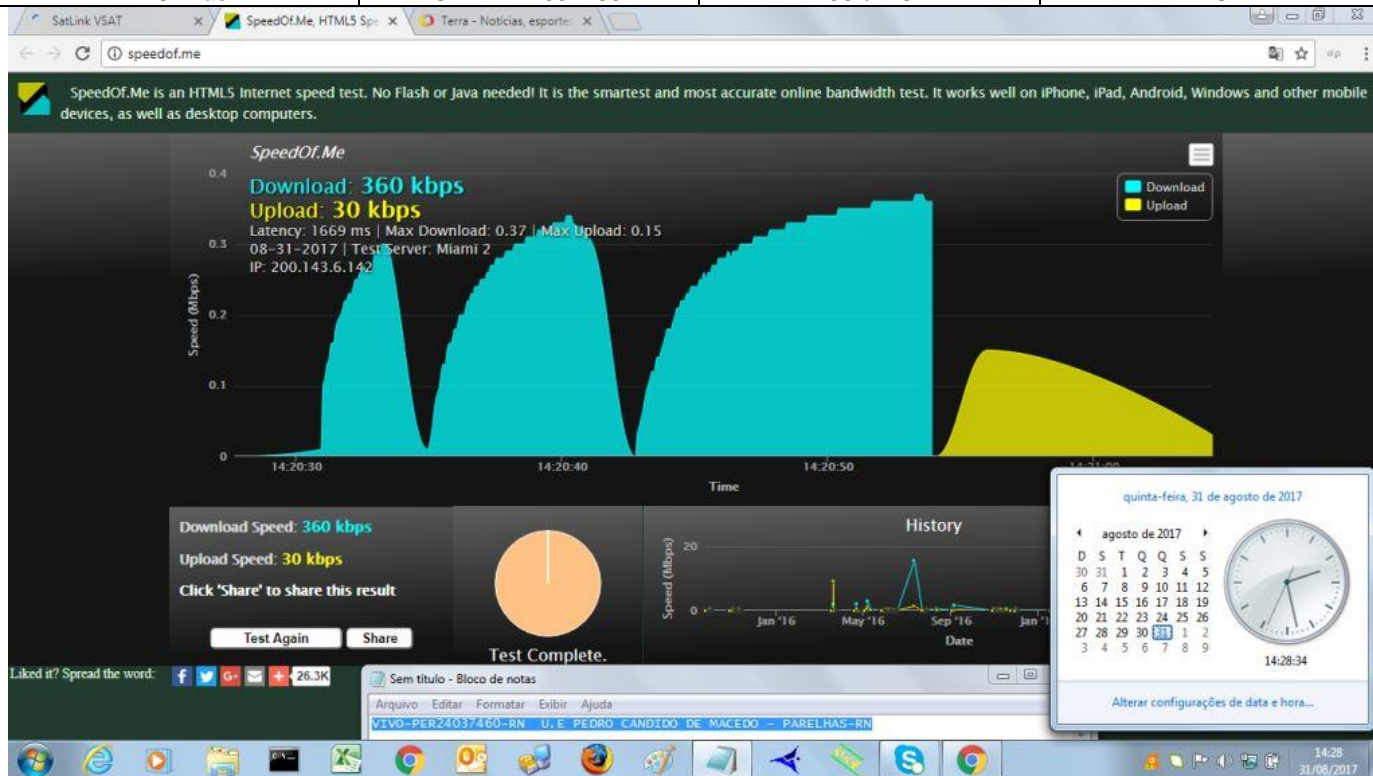 SatLink VSAT
SpeedOf.Me, HTML5 Spe
Terra - Notícias, esportes
speedof.me
SpeedOf.Me is an HTML5 Internet speed test. No Flash or Java needed! It is the smartest and most accurate online bandwidth test. It works well on iPhone, iPad, Android, Windows and other mobile
devices, as well as desktop computers.
SpeedOf.Me
Download: 360 kbps
Upload: 30 kbps
Latency: 1669 ms | Max Download: 0.37 | Max Upload: 0.15
08-31-2017 | Test Server: Miami 2
IP: 200.143.6.142
Download
Upload
Speed (Mbps)
0.4
0.3
0.2
0.1
0
14:20:30 14:20:40 14:20:50 14:21:00
Time
Download Speed: 360 kbps
Upload Speed: 30 kbps
Click 'Share' to share this result
Test Again Share
Test Complete.
History
Speed (Mbps)
20
0
Jan '16 May '16 Sep '16 Jan '1
Date
quinta-feira, 31 de agosto de 2017
agosto de 2017
D S T Q Q S S
30 31 1 2 3 4 5
6 7 8 9 10 11 12
13 14 15 16 17 18 19
20 21 22 23 24 25 26
27 28 29 30 31 1 2
3 4 5 6 7 8 9
14:28:34
Alterar configurações de data e hora...
Liked it? Spread the word:
26.3K
Sem título - Bloco de notas
Arquivo Editar Formatar Exibir Ajuda
VIVO-PER24037460-RN U.E PEDRO CANDIDO DE MACEDO - PARELHAS-RN
14:28
31/08/2017